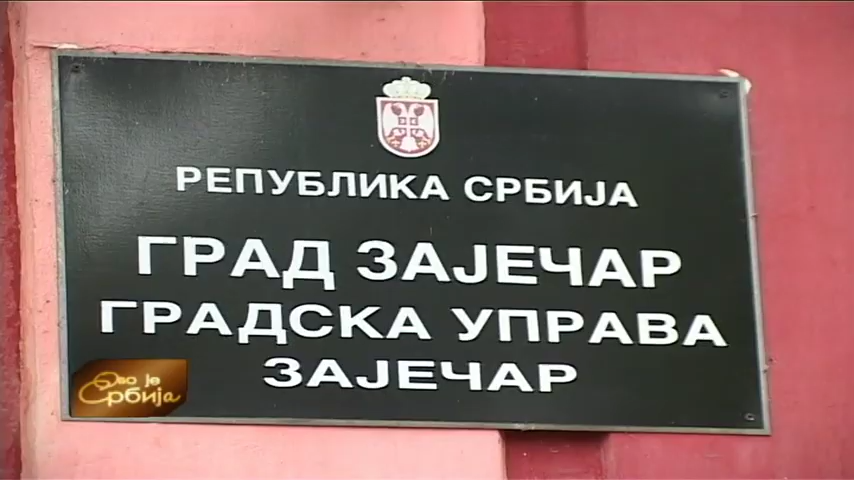 РЕПУБЛИКА СРБИЈА
ГРАД ЗАЈЕЧАР
ГРАДСКА УПРАВА
ЗАЈЕЧАР
Ово је
Србија